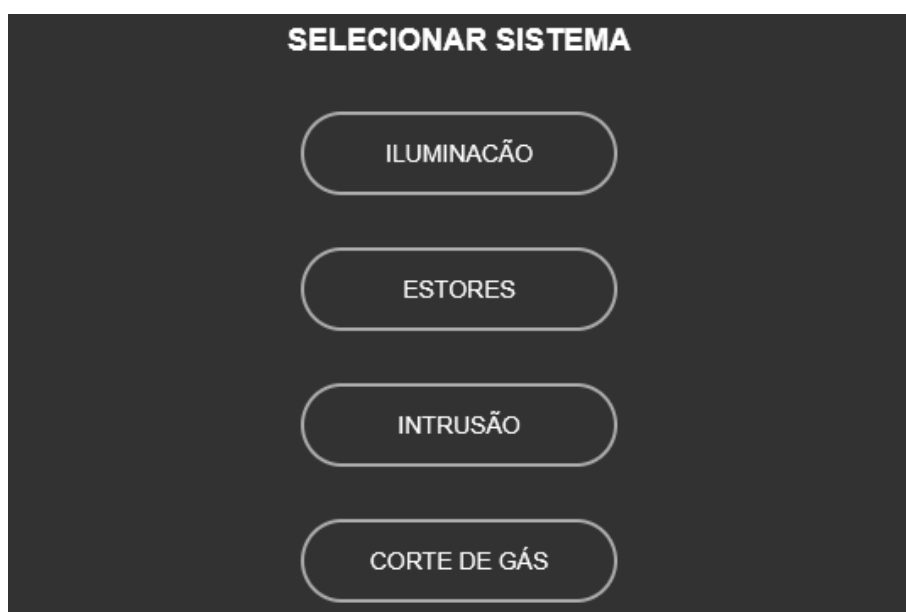 SELECIONAR SISTEMA
ILUMINACÃO
ESTORES
INTRUSÃO
CORTE DE GÁS